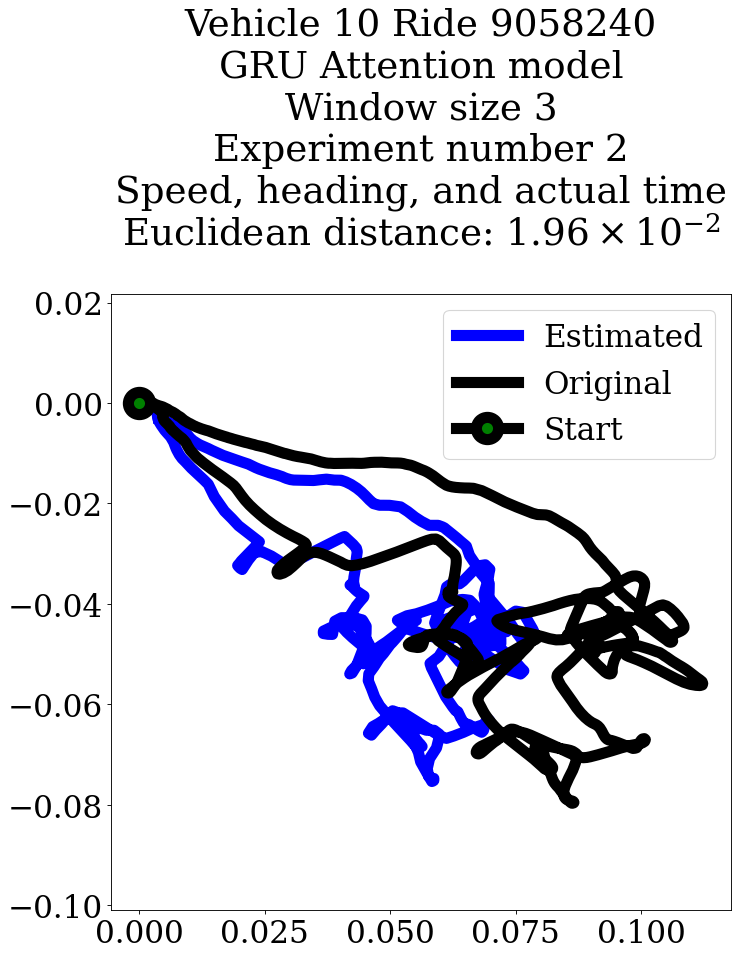 Vehicle 10 Ride 9058240
GRU Attention model
Window size 3
Experiment number 2
Speed, heading, and actual time
Euclidean distance: 1.96 × 10⁻²
Estimated
Original
Start
0.02
0.00
−0.02
−0.04
−0.06
−0.08
−0.10
0.000 0.025 0.050 0.075 0.100